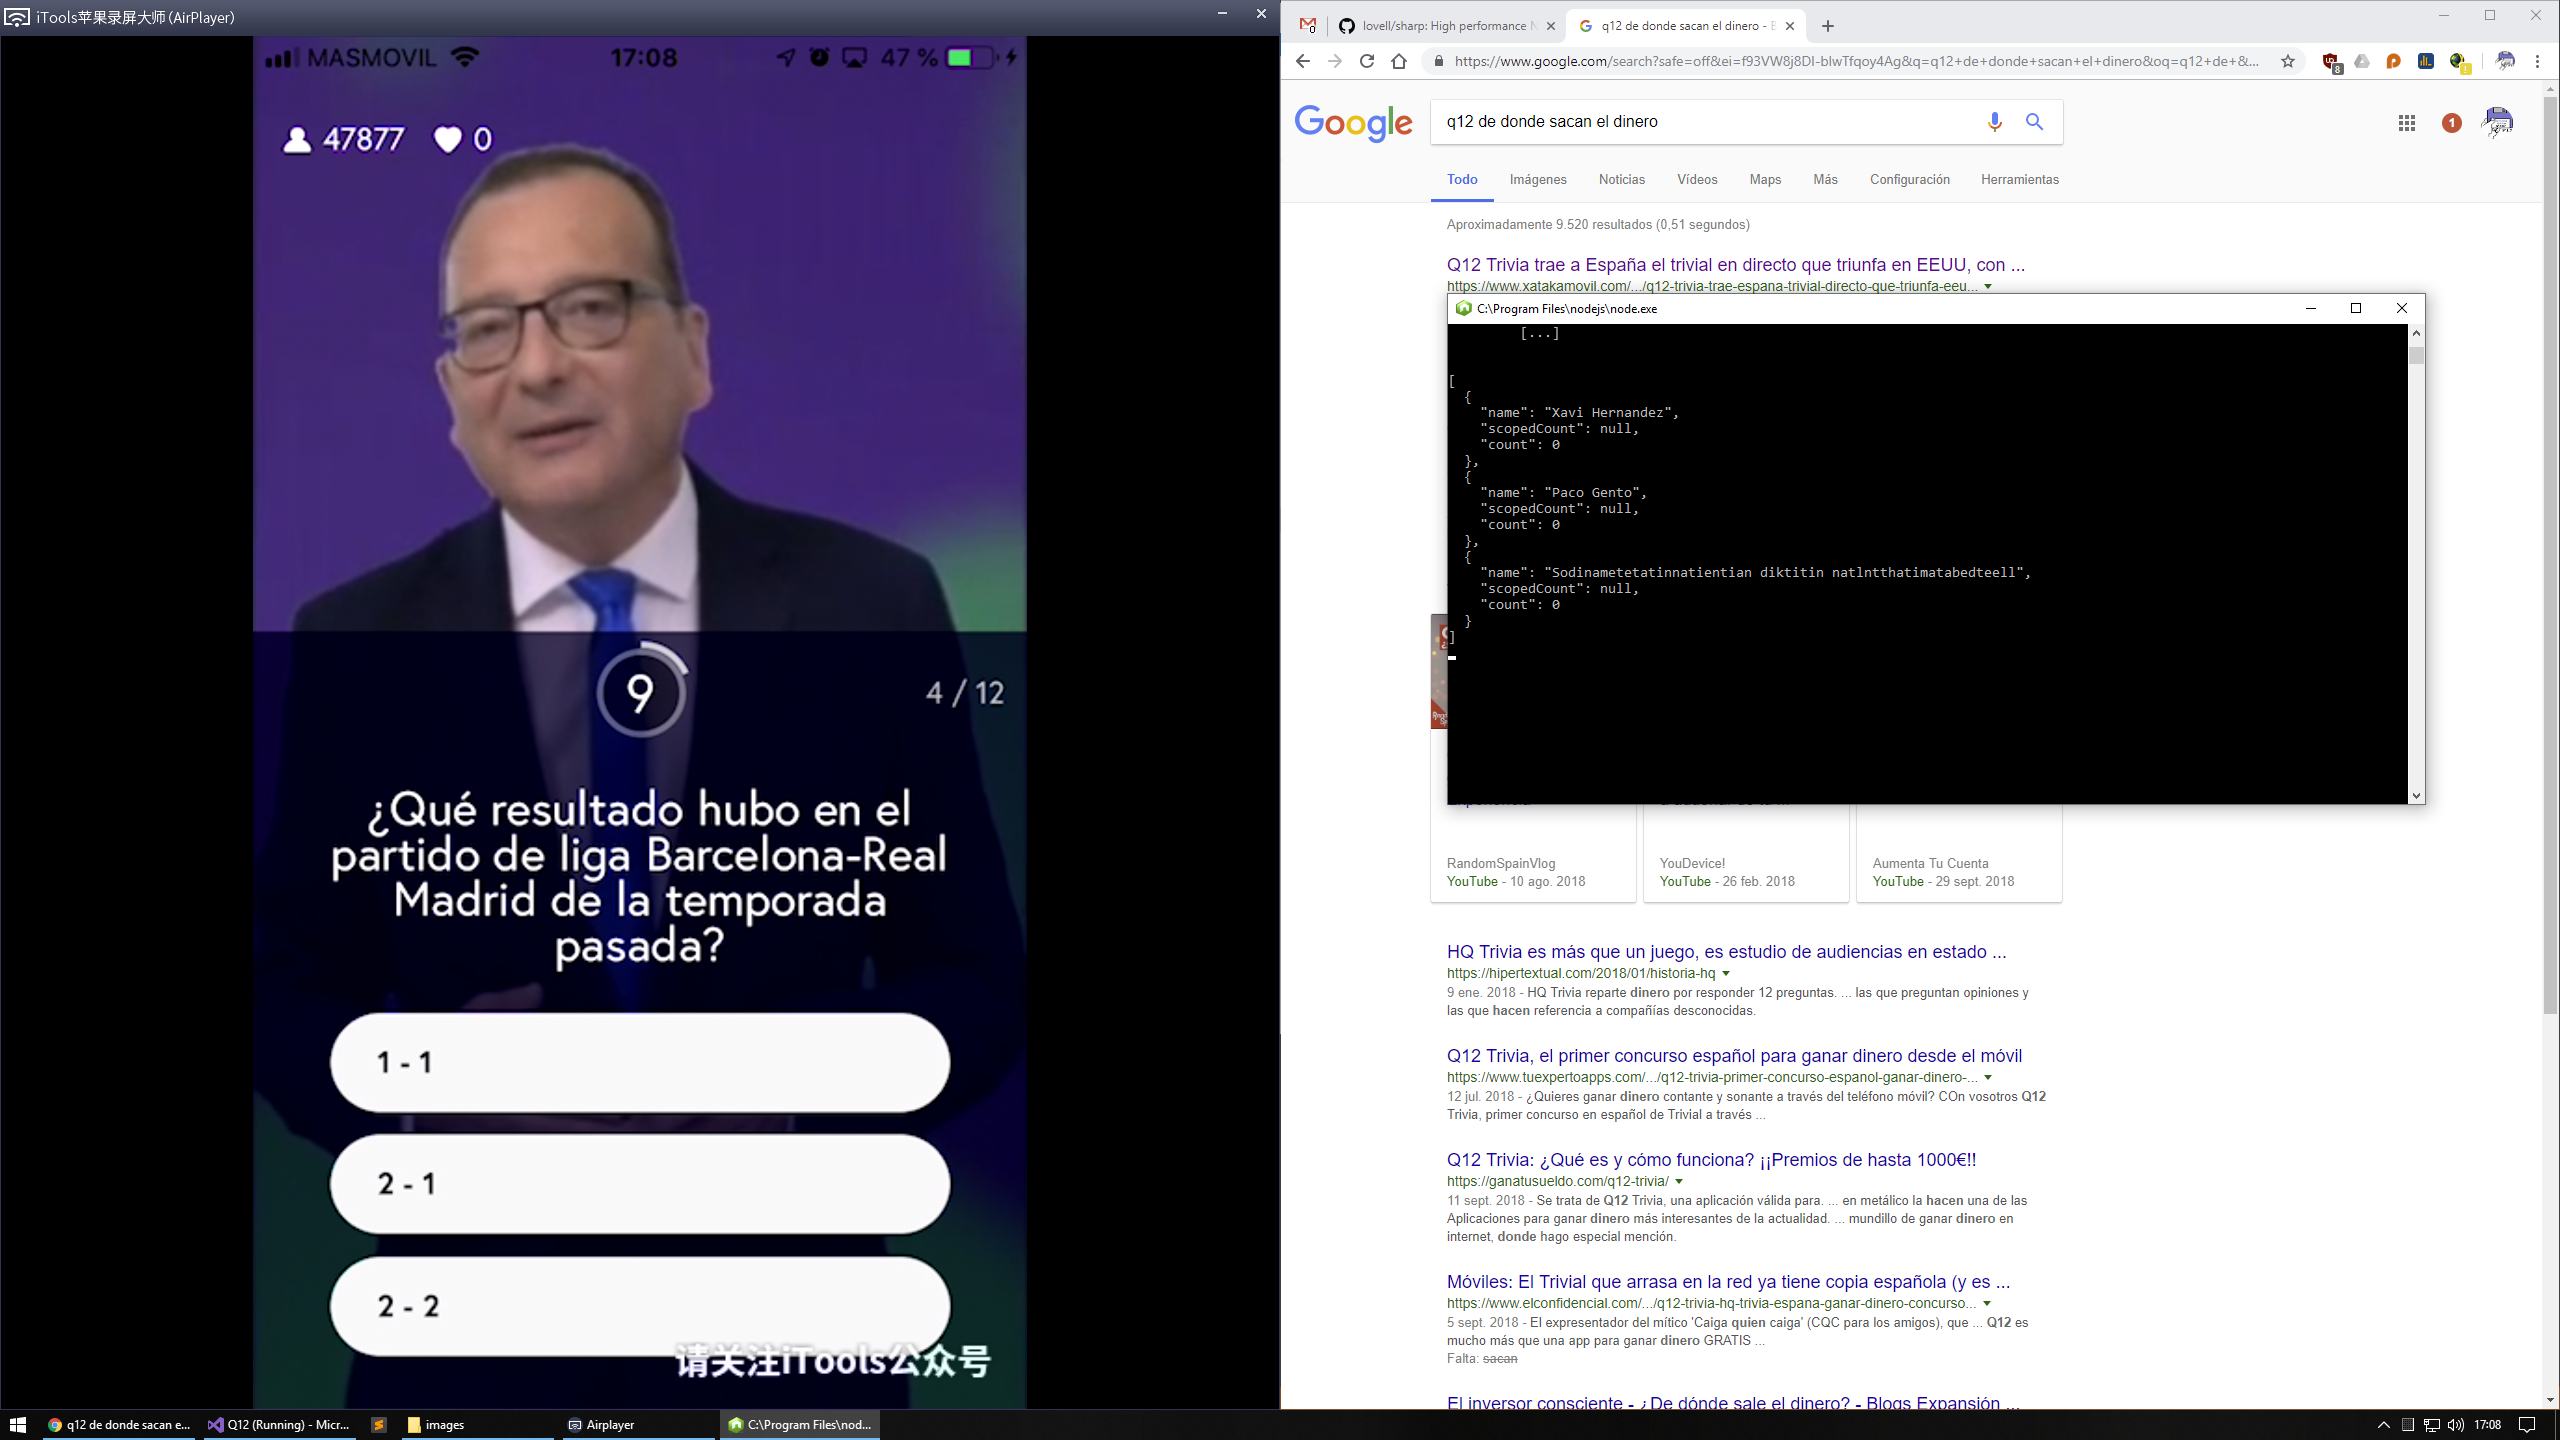 iTools苹果录屏大师(AirPlayer)
MASMOVIL 17:08 47 %
47877 0
9
4 / 12
¿Qué resultado hubo en el
partido de liga Barcelona-Real
Madrid de la temporada
pasada?
1 - 1
2 - 1
2 - 2
请关注iTools公众号
lovell/sharp: High performance N
q12 de donde sacan el dinero - B
https://www.google.com/search?safe=off&ei=f93VW8j8DI-blwTfqoy4Ag&q=q12+de+donde+sacan+el+dinero&oq=q12+de+&...
8
Google
q12 de donde sacan el dinero
1
Todo Imágenes Noticias Vídeos Maps Más Configuración Herramientas
Aproximadamente 9.520 resultados (0,51 segundos)
Q12 Trivia trae a España el trivial en directo que triunfa en EEUU, con ...
https://www.xatakamovil.com/.../q12-trivia-trae-espana-trivial-directo-que-triunfa-eeu...
C:\Program Files\nodejs\node.exe
[...]
[
{
"name": "Xavi Hernandez",
"scopedCount": null,
"count": 0
},
{
"name": "Paco Gento",
"scopedCount": null,
"count": 0
},
{
"name": "Sodinametetatinnatientian diktitin natlntthatimatabedteell",
"scopedCount": null,
"count": 0
}
]
RandomSpainVlog
YouTube - 10 ago. 2018
YouDevice!
YouTube - 26 feb. 2018
Aumenta Tu Cuenta
YouTube - 29 sept. 2018
HQ Trivia es más que un juego, es estudio de audiencias en estado ...
https://hipertextual.com/2018/01/historia-hq
9 ene. 2018 - HQ Trivia reparte dinero por responder 12 preguntas. ... las que preguntan opiniones y
las que hacen referencia a compañías desconocidas.
Q12 Trivia, el primer concurso español para ganar dinero desde el móvil
https://www.tuexpertoapps.com/.../q12-trivia-primer-concurso-espanol-ganar-dinero-...
12 jul. 2018 - ¿Quieres ganar dinero contante y sonante a través del teléfono móvil? COn vosotros Q12
Trivia, primer concurso en español de Trivial a través ...
Q12 Trivia: ¿Qué es y cómo funciona? ¡¡Premios de hasta 1000€!!
https://ganatusueldo.com/q12-trivia/
11 sept. 2018 - Se trata de Q12 Trivia, una aplicación válida para. ... en metálico la hacen una de las
Aplicaciones para ganar dinero más interesantes de la actualidad. ... mundillo de ganar dinero en
internet, donde hago especial mención.
Móviles: El Trivial que arrasa en la red ya tiene copia española (y es ...
https://www.elconfidencial.com/.../q12-trivia-hq-trivia-espana-ganar-dinero-concurso...
5 sept. 2018 - El expresentador del mítico 'Caiga quien caiga' (CQC para los amigos), que ... Q12 es
mucho más que una app para ganar dinero GRATIS ...
Falta: sacan
El inversor consciente - ¿De dónde sale el dinero? - Blogs Expansión ...
q12 de donde sacan e... Q12 (Running) - Micr... images Airplayer C:\Program Files\nod... 17:08